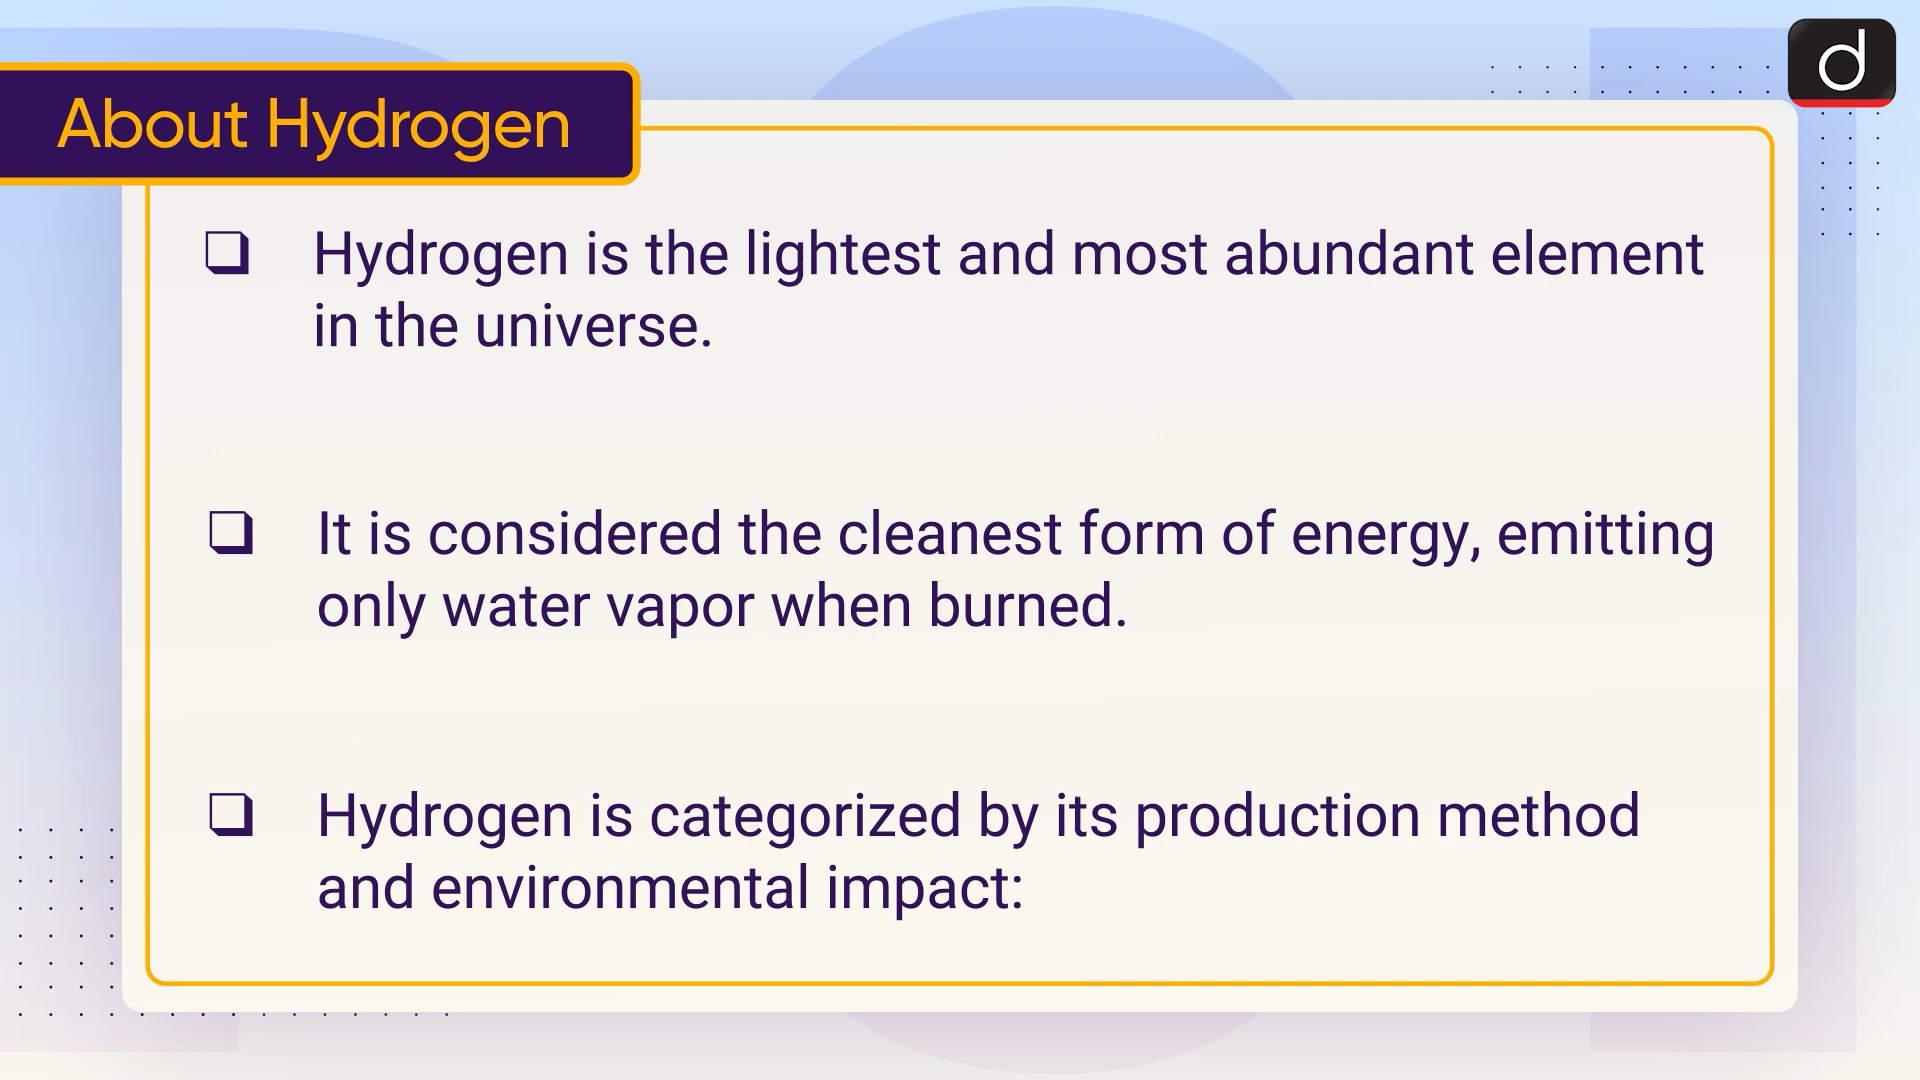 About Hydrogen
d
❑ Hydrogen is the lightest and most abundant element
in the universe.
❑ It is considered the cleanest form of energy, emitting
only water vapor when burned.
❑ Hydrogen is categorized by its production method
and environmental impact: